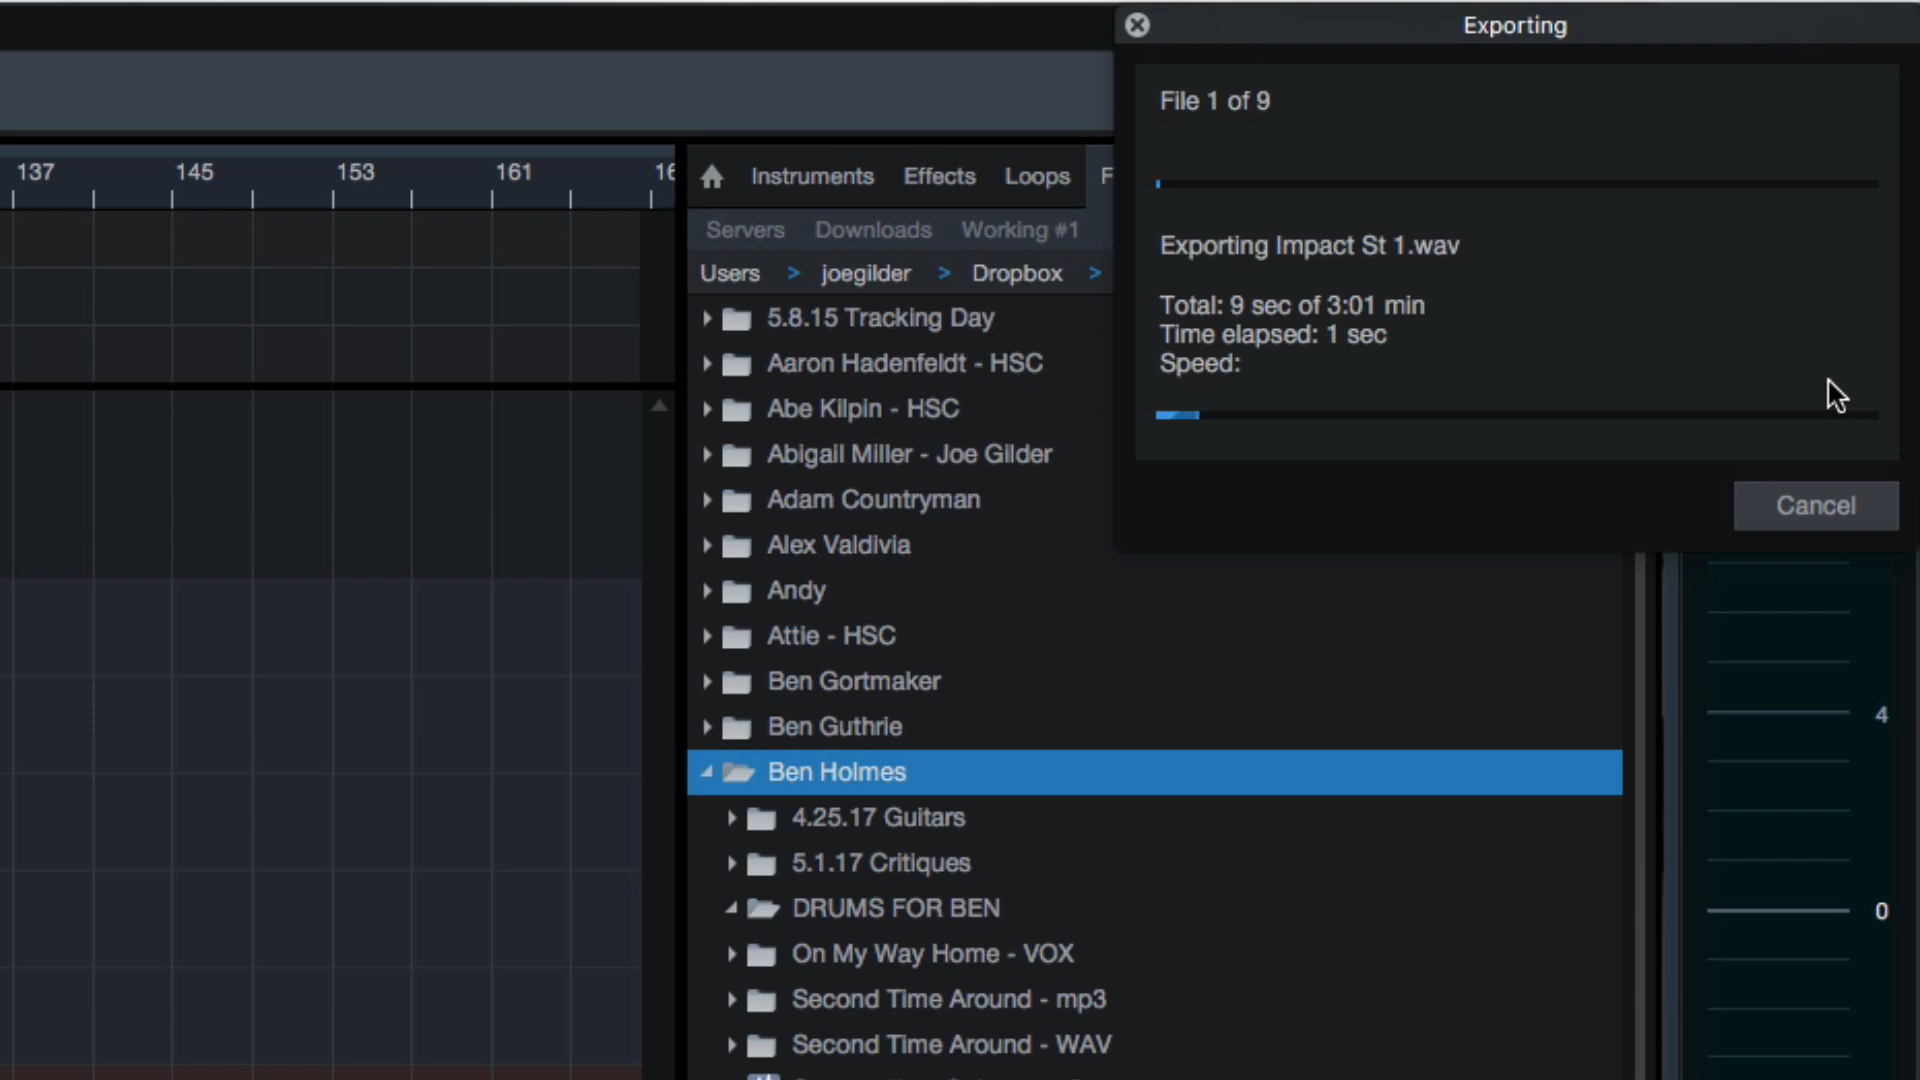 Exporting
File 1 of 9
Exporting Impact St 1.wav
Total: 9 sec of 3:01 min
Time elapsed: 1 sec
Speed:
Cancel
137 145 153 161 16
Instruments Effects Loops F
Servers Downloads Working #1
Users > joegilder > Dropbox >
5.8.15 Tracking Day
Aaron Hadenfeldt - HSC
Abe Kilpin - HSC
Abigail Miller - Joe Gilder
Adam Countryman
Alex Valdivia
Andy
Attie - HSC
Ben Gortmaker
Ben Guthrie
Ben Holmes
4.25.17 Guitars
5.1.17 Critiques
DRUMS FOR BEN
On My Way Home - VOX
Second Time Around - mp3
Second Time Around - WAV
4
0